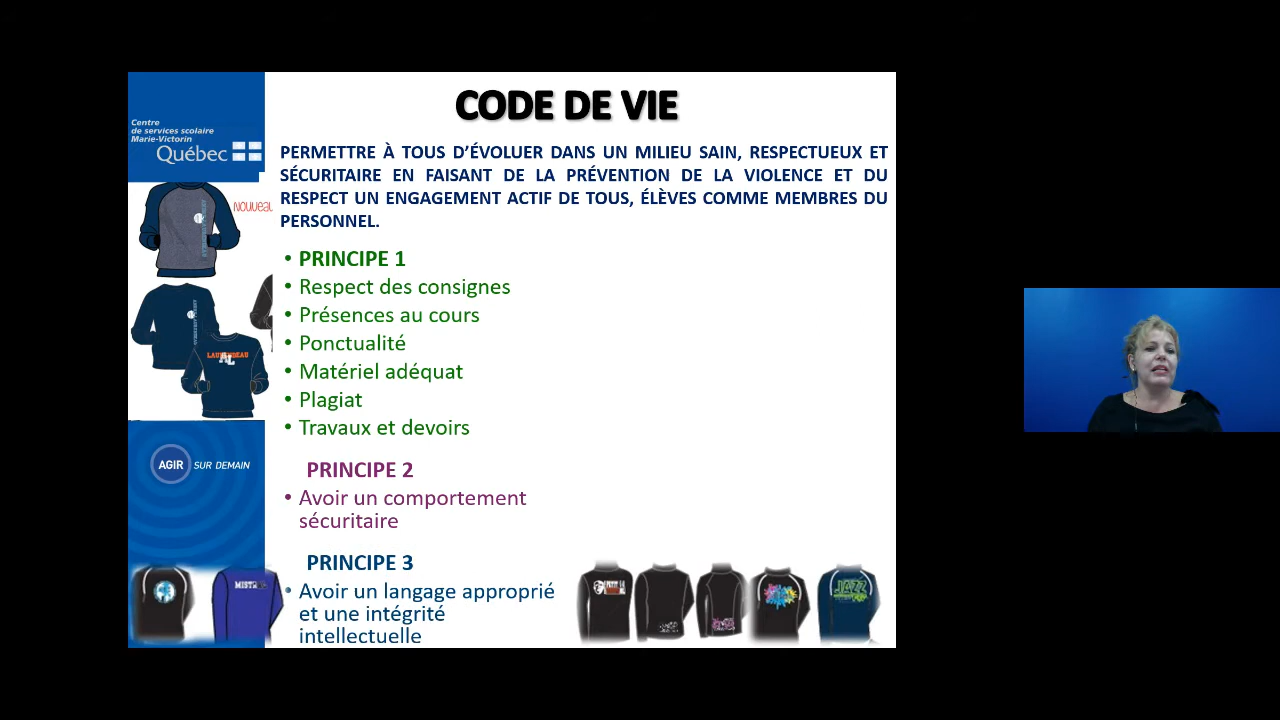 CODE DE VIE
Centre
de services scolaire
Marie-Victorin
Québec
PERMETTRE À TOUS D'ÉVOLUER DANS UN MILIEU SAIN, RESPECTUEUX ET
SÉCURITAIRE EN FAISANT DE LA PRÉVENTION DE LA VIOLENCE ET DU
RESPECT UN ENGAGEMENT ACTIF DE TOUS, ÉLÈVES COMME MEMBRES DU
PERSONNEL.
• PRINCIPE 1
• Respect des consignes
• Présences au cours
• Ponctualité
• Matériel adéquat
• Plagiat
• Travaux et devoirs
PRINCIPE 2
• Avoir un comportement
sécuritaire
PRINCIPE 3
• Avoir un langage approprié
et une intégrité
intellectuelle
AGIR SUR DEMAIN
AL
JAZZ